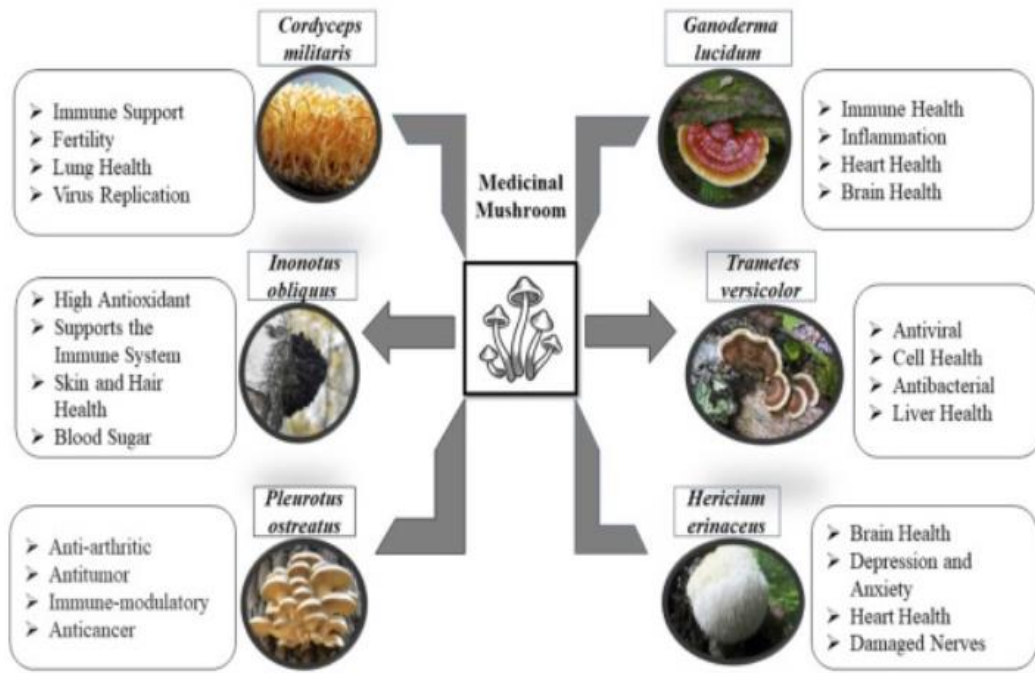 Cordyceps
militaris
➢ Immune Support
➢ Fertility
➢ Lung Health
➢ Virus Replication
Ganoderma
lucidum
➢ Immune Health
➢ Inflammation
➢ Heart Health
➢ Brain Health
Medicinal
Mushroom
Inonotus
obliquus
➢ High Antioxidant
➢ Supports the
Immune System
➢ Skin and Hair
Health
➢ Blood Sugar
Trametes
versicolor
➢ Antiviral
➢ Cell Health
➢ Antibacterial
➢ Liver Health
Pleurotus
ostreatus
➢ Anti-arthritic
➢ Antitumor
➢ Immune-modulatory
➢ Anticancer
Hericium
erinaceus
➢ Brain Health
➢ Depression and
Anxiety
➢ Heart Health
➢ Damaged Nerves